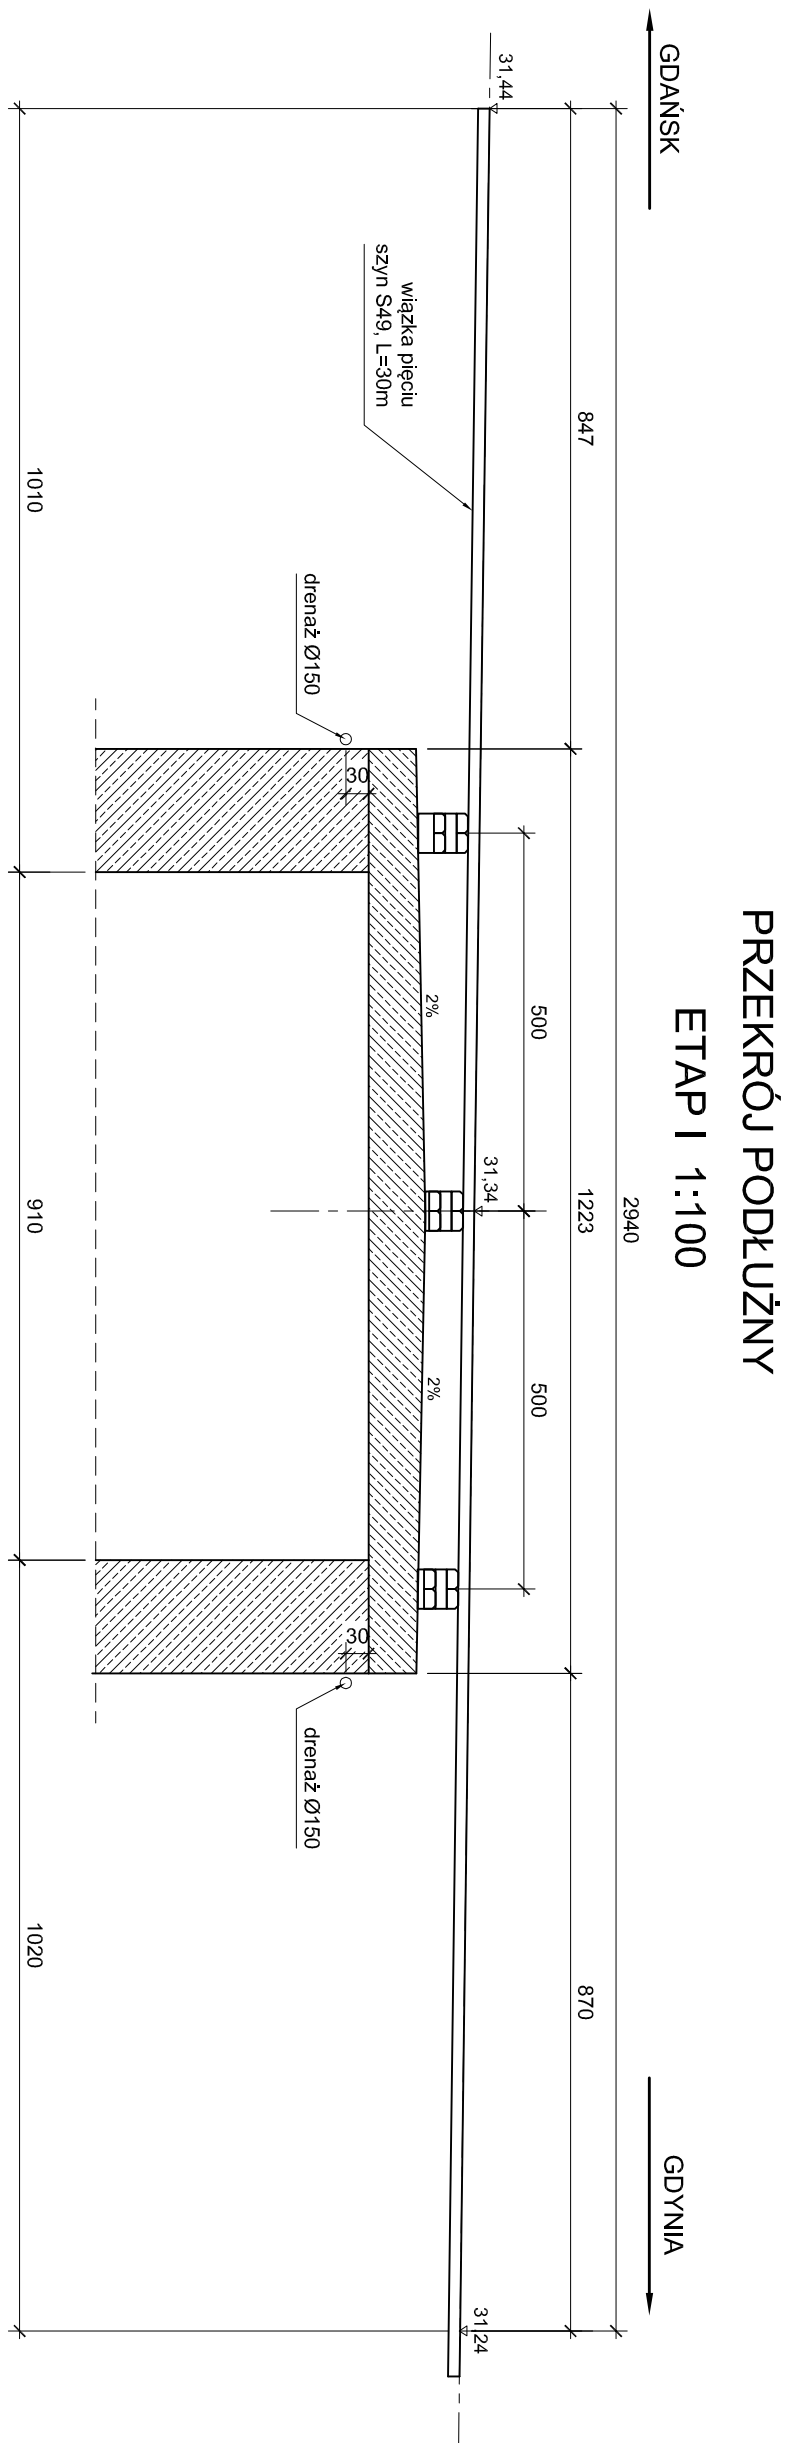 PRZEKRÓJ PODŁUŻNY
ETAP I 1:100
GDAŃSK
GDYNIA
2940
847
1223
870
500
500
31,44
31,34
31,24
wiązka pięciu
szyn S49, L=30m
2%
2%
30
30
drenaż Ø150
drenaż Ø150
1010
910
1020